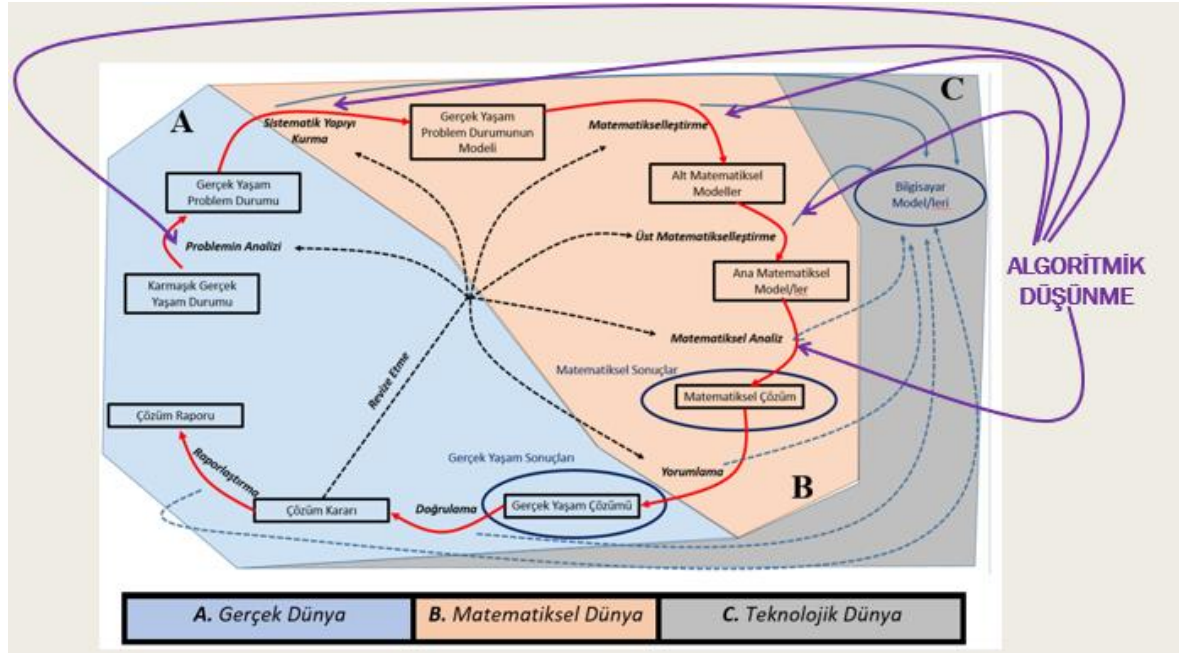 A
C
Sistematik Yapıyı
Kurma
Gerçek Yaşam
Problem Durumunun
Modeli
Matematikselleştirme
Gerçek Yaşam
Problem Durumu
Alt Matematiksel
Modeller
Bilgisayar
Model/leri
Problemin Analizi
Üst Matematikselleştirme
Karmaşık Gerçek
Yaşam Durumu
Ana Matematiksel
Model/ler
ALGORİTMİK
DÜŞÜNME
Matematiksel Analiz
Revize Etme
Matematiksel Sonuçlar
Matematiksel Çözüm
Çözüm Raporu
Gerçek Yaşam Sonuçları
Yorumlama
B
Raporlaştırma
Çözüm Kararı
Doğrulama
Gerçek Yaşam Çözümü
A. Gerçek Dünya
B. Matematiksel Dünya
C. Teknolojik Dünya